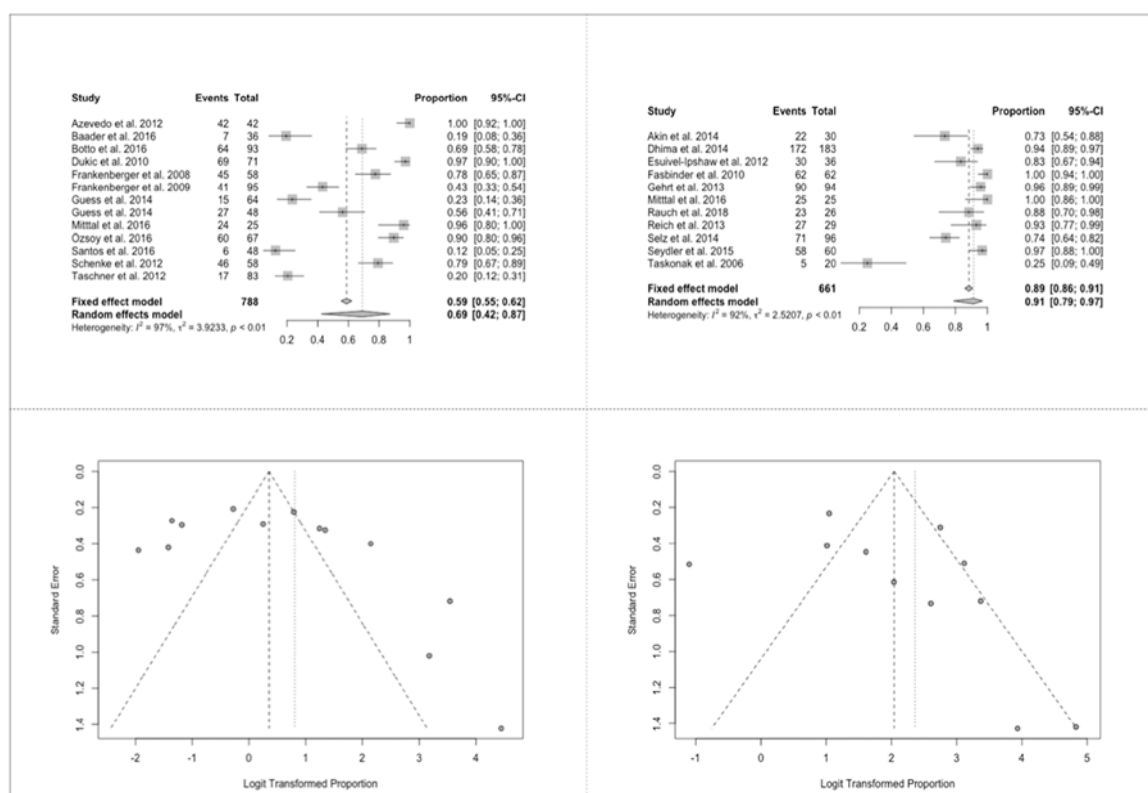 Study Events Total Proportion 95%-CI
Azevedo et al. 2012 42 42 1.00 [0.92; 1.00]
Baader et al. 2016 7 36 0.19 [0.08; 0.36]
Botto et al. 2016 64 93 0.69 [0.58; 0.78]
Dukic et al. 2010 69 71 0.97 [0.90; 1.00]
Frankenberger et al. 2008 45 58 0.78 [0.65; 0.87]
Frankenberger et al. 2009 41 95 0.43 [0.33; 0.54]
Guess et al. 2014 15 64 0.23 [0.14; 0.36]
Guess et al. 2014 27 48 0.56 [0.41; 0.71]
Mitttal et al. 2016 24 25 0.96 [0.80; 1.00]
Özsoy et al. 2016 60 67 0.90 [0.80; 0.96]
Santos et al. 2016 6 48 0.12 [0.05; 0.25]
Schenke et al. 2012 46 58 0.79 [0.67; 0.89]
Taschner et al. 2012 17 83 0.20 [0.12; 0.31]
Fixed effect model 788 0.59 [0.55; 0.62]
Random effects model 0.69 [0.42; 0.87]
Heterogeneity: I² = 97%, τ² = 3.9233, p < 0.01
0.2 0.4 0.6 0.8 1
Study Events Total Proportion 95%-CI
Akin et al. 2014 22 30 0.73 [0.54; 0.88]
Dhima et al. 2014 172 183 0.94 [0.89; 0.97]
Esuivel-Ipshaw et al. 2012 30 36 0.83 [0.67; 0.94]
Fasbinder et al. 2010 62 62 1.00 [0.94; 1.00]
Gehrt et al. 2013 90 94 0.96 [0.89; 0.99]
Mitttal et al. 2016 25 25 1.00 [0.86; 1.00]
Rauch et al. 2018 23 26 0.88 [0.70; 0.98]
Reich et al. 2013 27 29 0.93 [0.77; 0.99]
Selz et al. 2014 71 96 0.74 [0.64; 0.82]
Seydler et al. 2015 58 60 0.97 [0.88; 1.00]
Taskonak et al. 2006 5 20 0.25 [0.09; 0.49]
Fixed effect model 661 0.89 [0.86; 0.91]
Random effects model 0.91 [0.79; 0.97]
Heterogeneity: I² = 92%, τ² = 2.5207, p < 0.01
0.2 0.4 0.6 0.8 1
Standard Error
0.0
0.2
0.4
0.6
0.8
1.0
1.2
1.4
-2 -1 0 1 2 3 4
Logit Transformed Proportion
Standard Error
0.0
0.2
0.4
0.6
0.8
1.0
1.2
1.4
-1 0 1 2 3 4 5
Logit Transformed Proportion